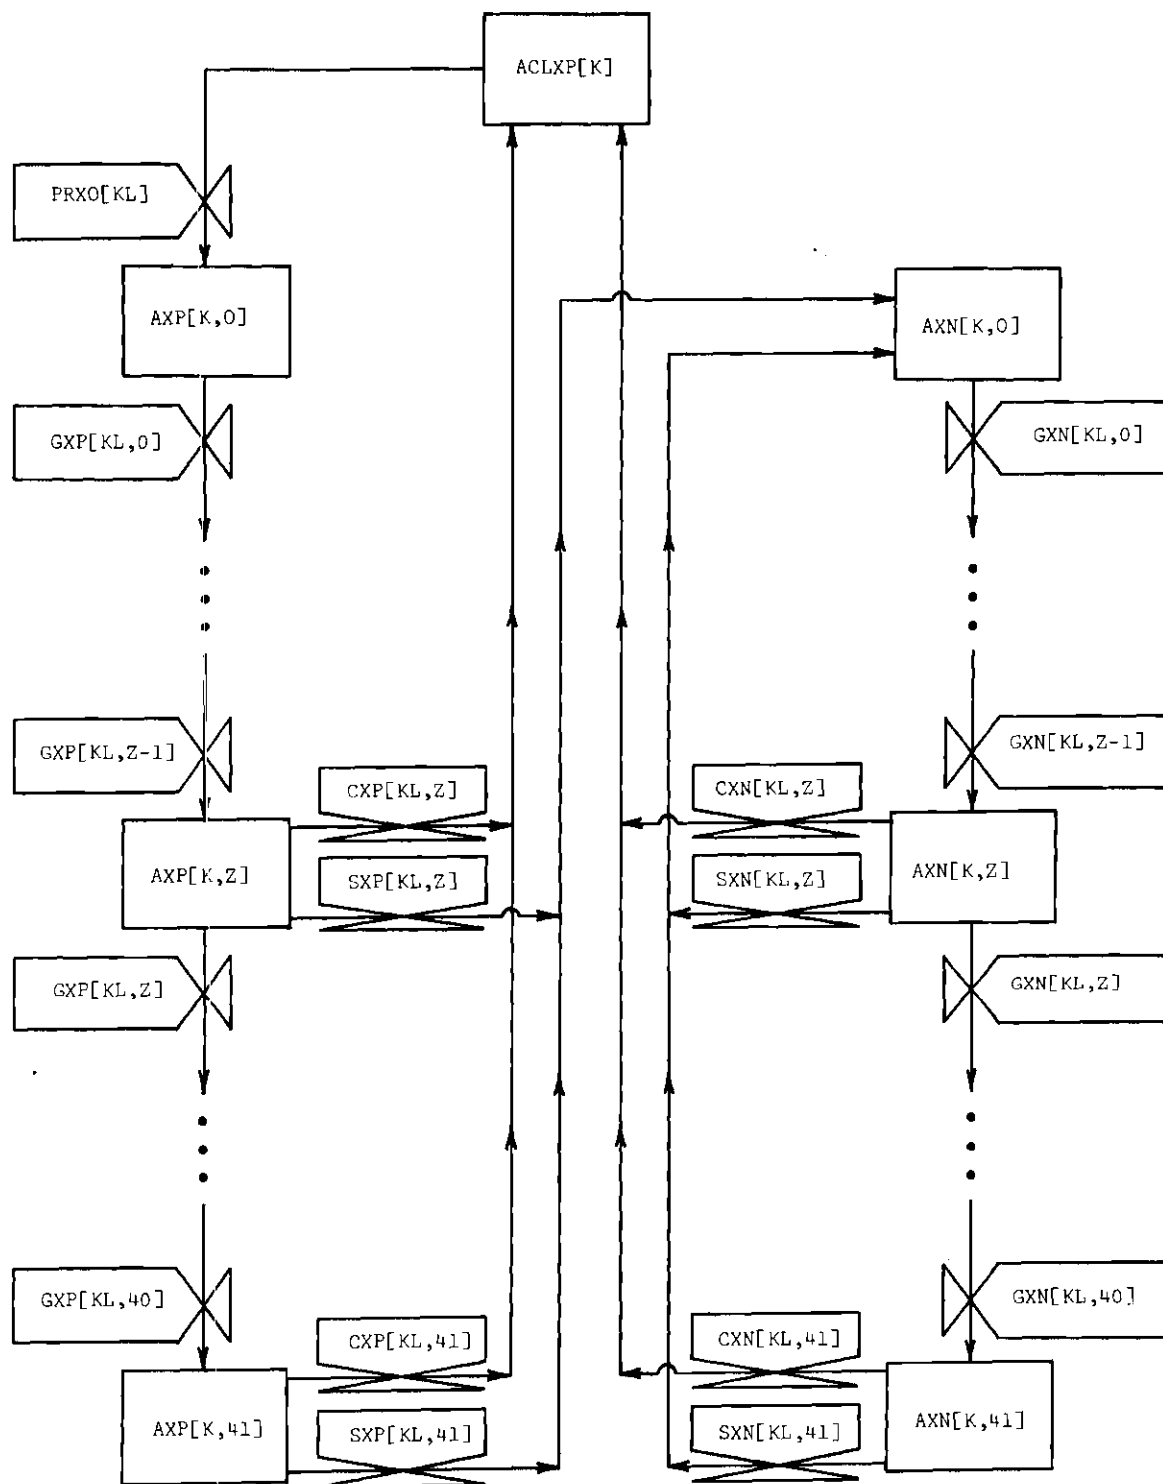 ACLXP[K]
PRXO[KL]
AXP[K,0]
AXN[K,0]
GXP[KL,0]
GXN[KL,0]
GXP[KL,Z-1]
GXN[KL,Z-1]
CXP[KL,Z]
CXN[KL,Z]
AXP[K,Z]
SXP[KL,Z]
SXN[KL,Z]
AXN[K,Z]
GXP[KL,Z]
GXN[KL,Z]
GXP[KL,40]
GXN[KL,40]
CXP[KL,41]
CXN[KL,41]
AXP[K,41]
SXP[KL,41]
SXN[KL,41]
AXN[K,41]